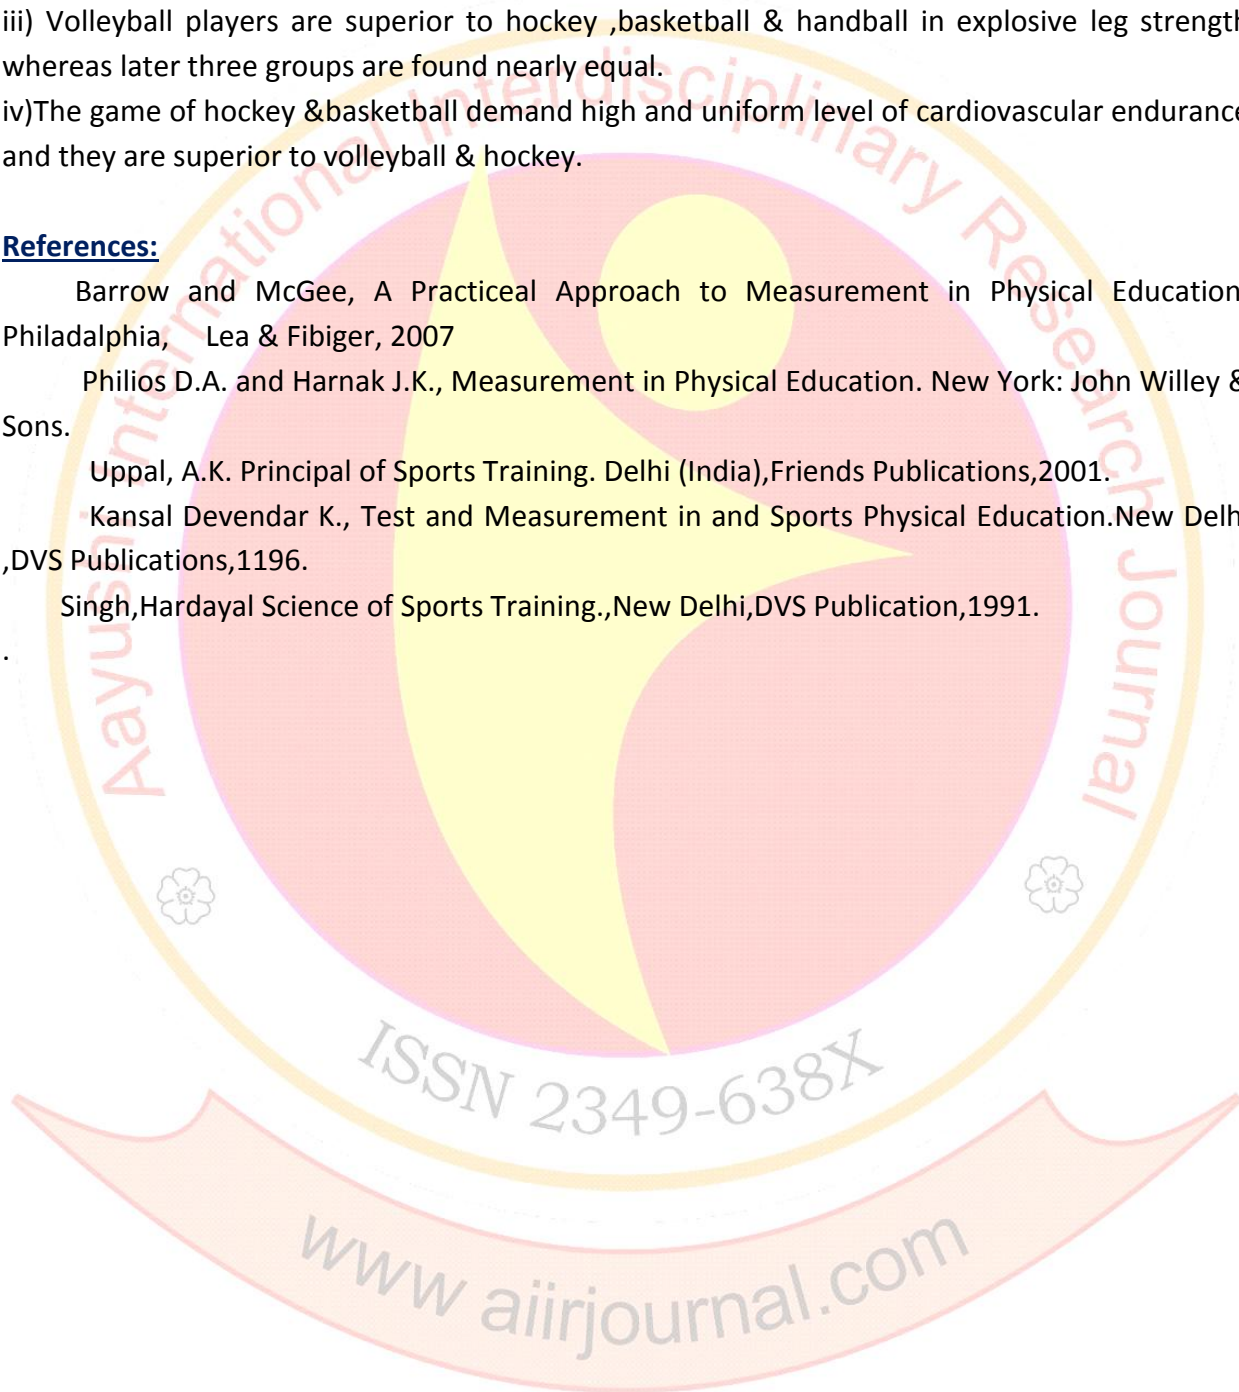 iii) Volleyball players are superior to hockey ,basketball & handball in explosive leg strength
whereas later three groups are found nearly equal.
iv)The game of hockey &basketball demand high and uniform level of cardiovascular endurance
and they are superior to volleyball & hockey.
References:
Barrow and McGee, A Practiceal Approach to Measurement in Physical Education
Philadalphia, Lea & Fibiger, 2007
Philios D.A. and Harnak J.K., Measurement in Physical Education. New York: John Willey &
Sons.
Uppal, A.K. Principal of Sports Training. Delhi (India),Friends Publications,2001.
Kansal Devendar K., Test and Measurement in and Sports Physical Education.New Delh
,DVS Publications,1196.
Singh,Hardayal Science of Sports Training.,New Delhi,DVS Publication,1991.
.
Aayushi International Interdisciplinary Research Journal
ISSN 2349-638X
www aiirjournal.com